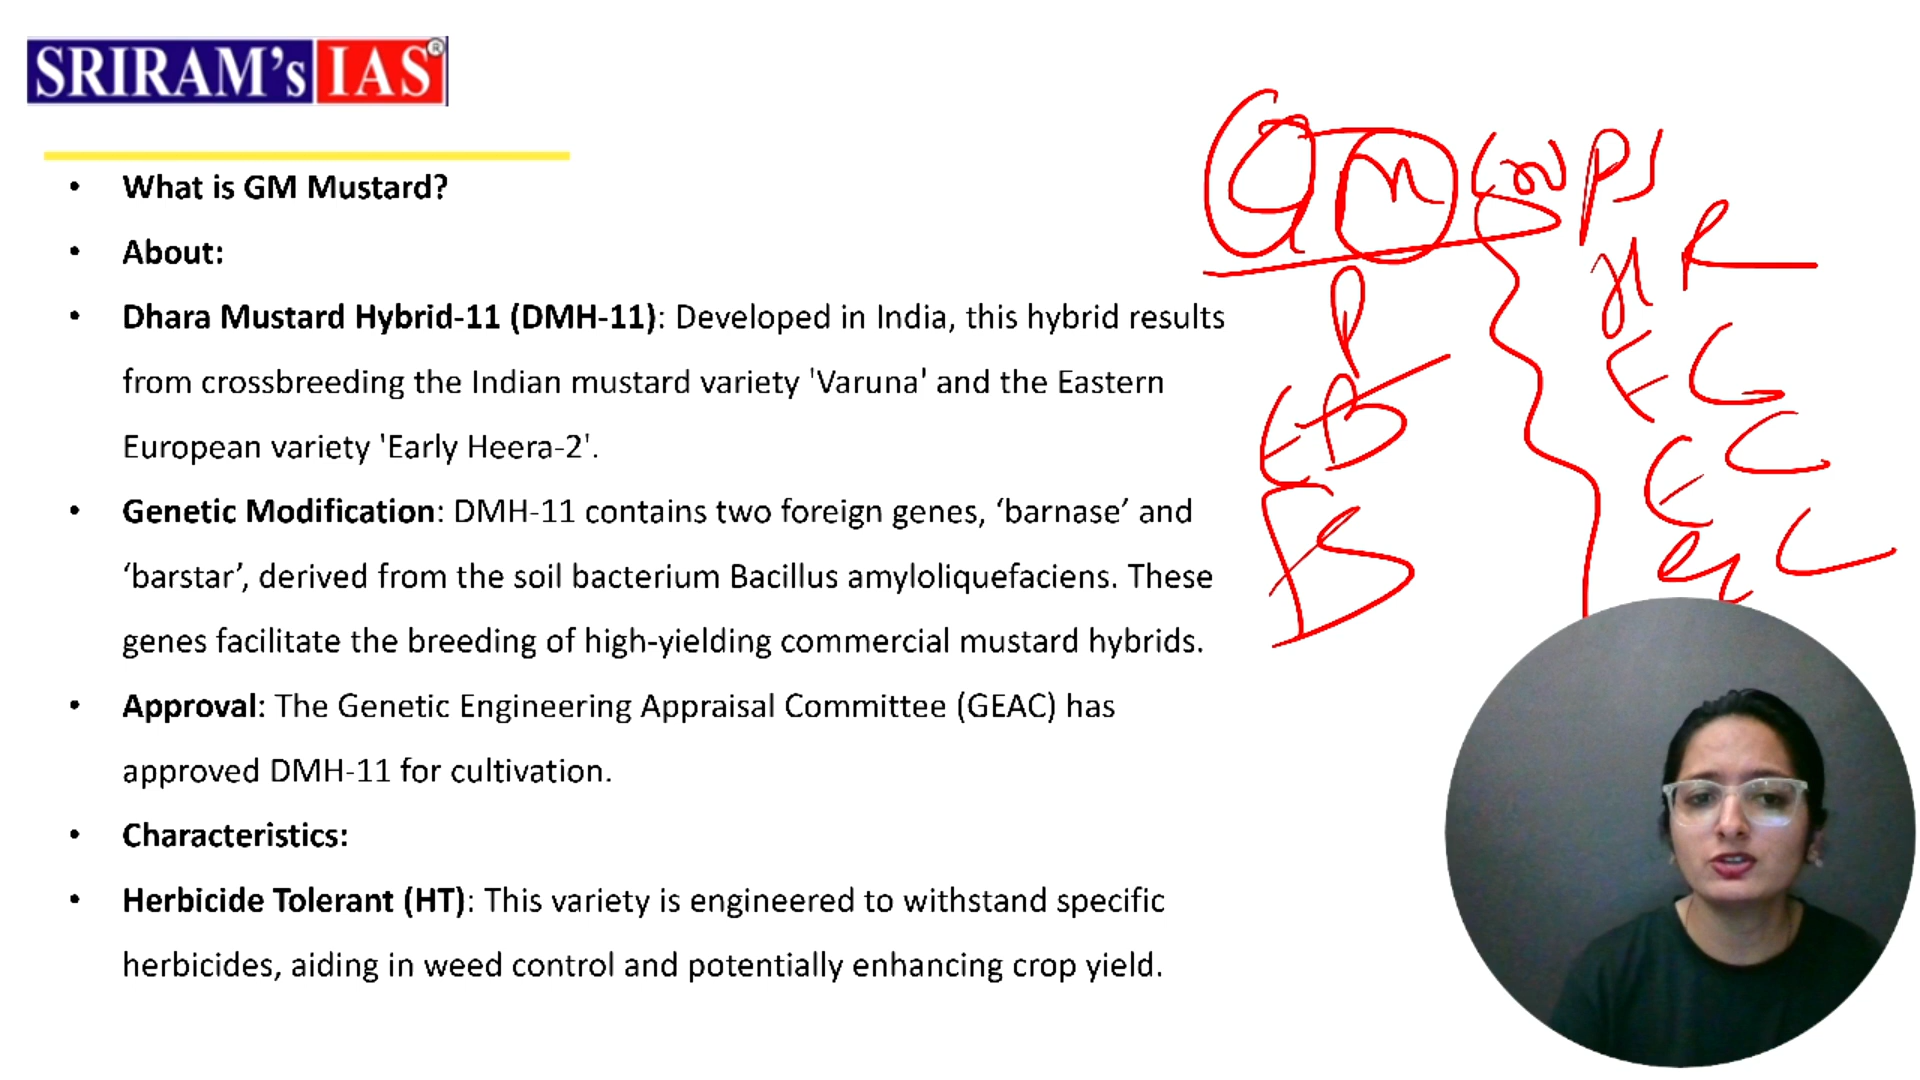 SRIRAM's IAS®
• What is GM Mustard?
• About:
• Dhara Mustard Hybrid-11 (DMH-11): Developed in India, this hybrid results
from crossbreeding the Indian mustard variety 'Varuna' and the Eastern
European variety 'Early Heera-2'.
• Genetic Modification: DMH-11 contains two foreign genes, ‘barnase’ and
‘barstar’, derived from the soil bacterium Bacillus amyloliquefaciens. These
genes facilitate the breeding of high-yielding commercial mustard hybrids.
• Approval: The Genetic Engineering Appraisal Committee (GEAC) has
approved DMH-11 for cultivation.
• Characteristics:
• Herbicide Tolerant (HT): This variety is engineered to withstand specific
herbicides, aiding in weed control and potentially enhancing crop yield.
GM Crops